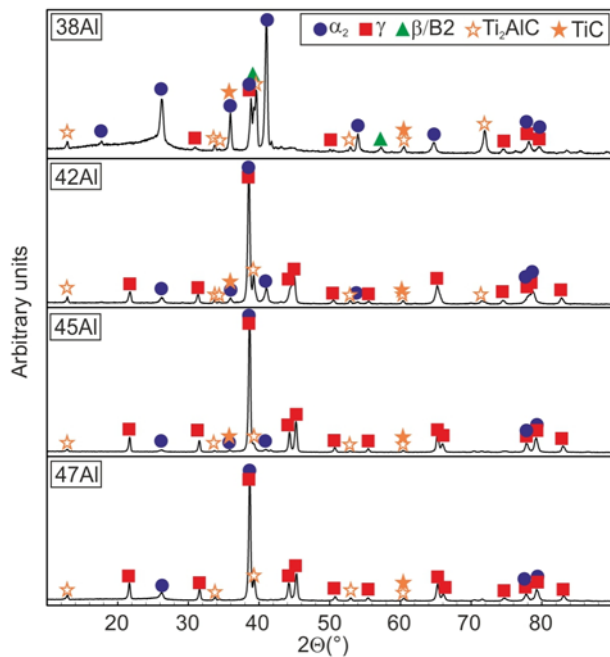 38Al
α₂ γ β/B2 Ti₂AlC TiC
42Al
45Al
47Al
Arbitrary units
20 30 40 50 60 70 80
2Θ(°)